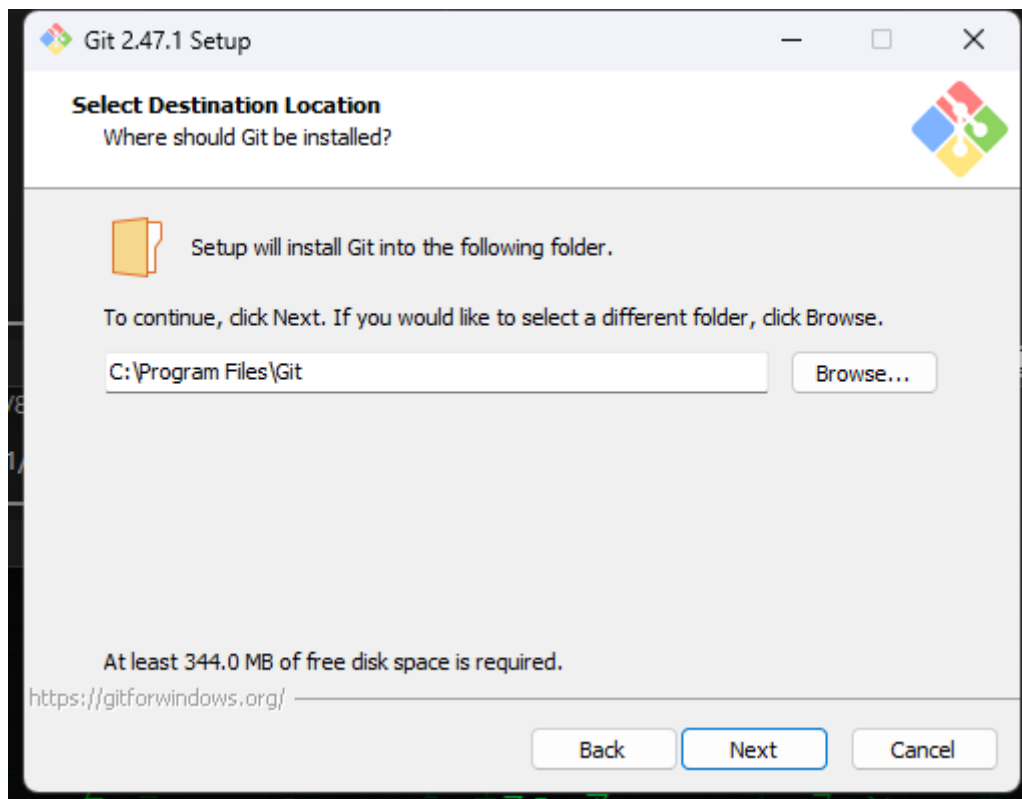 Git 2.47.1 Setup
Select Destination Location
Where should Git be installed?
Setup will install Git into the following folder.
To continue, click Next. If you would like to select a different folder, click Browse.
C:\Program Files\Git
Browse...
At least 344.0 MB of free disk space is required.
https://gitforwindows.org/
Back
Next
Cancel